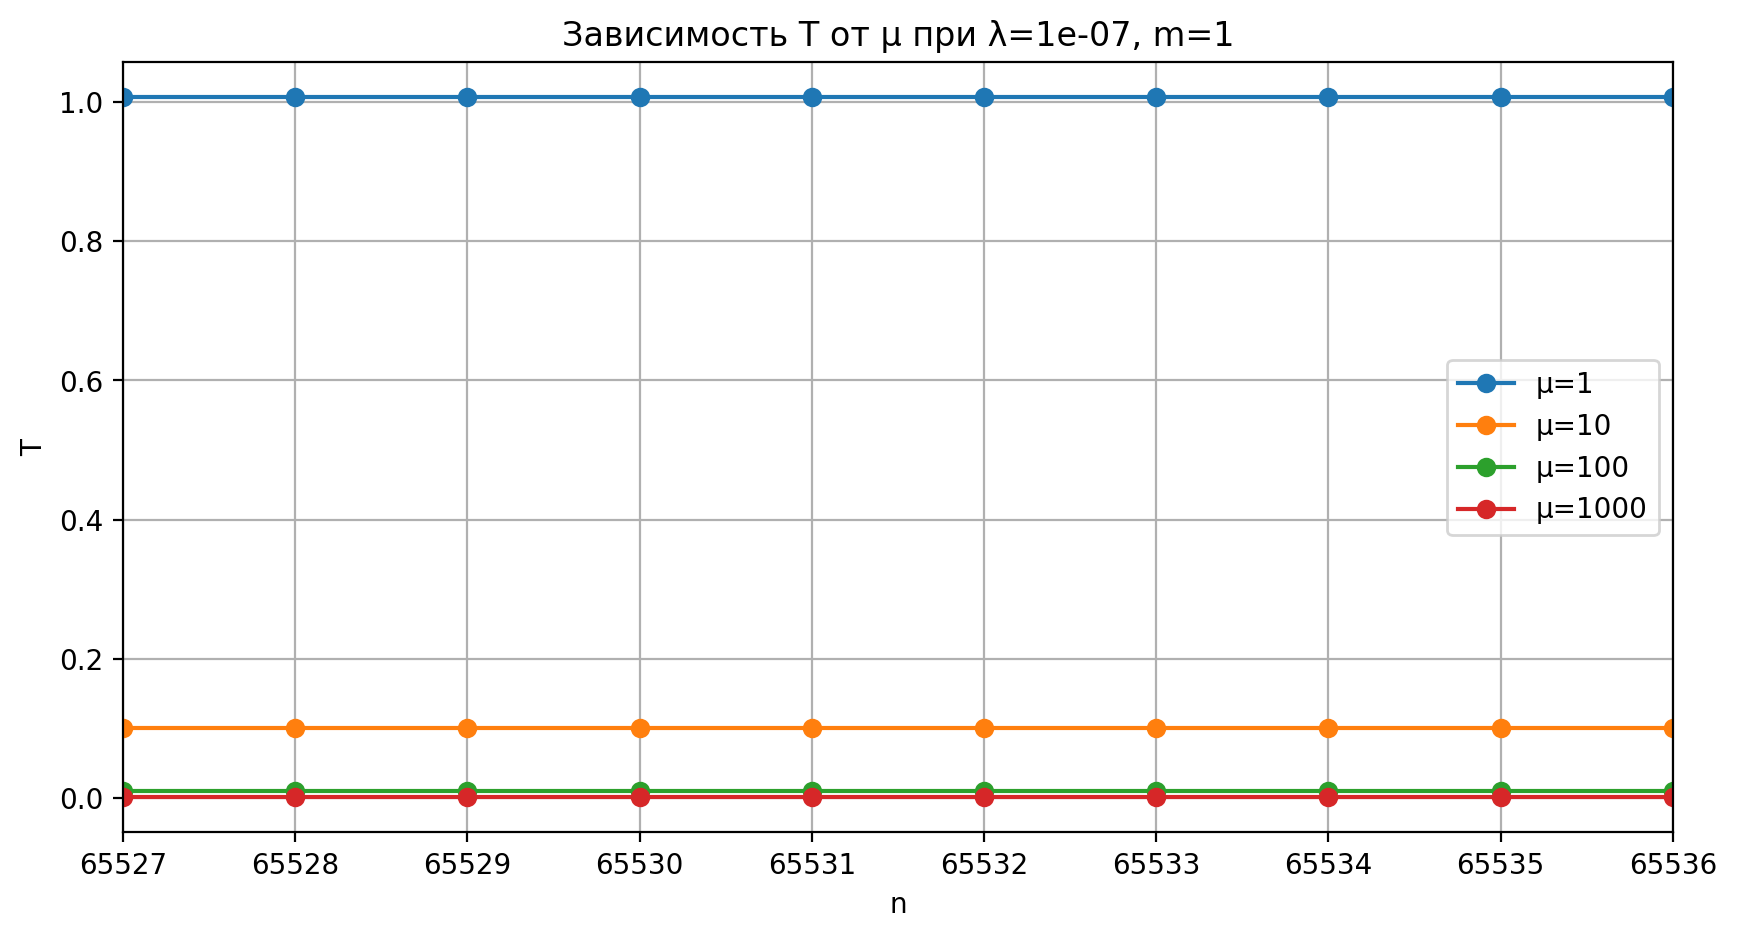 Зависимость T от μ при λ=1e-07, m=1
T
1.0
0.8
0.6
0.4
0.2
0.0
μ=1
μ=10
μ=100
μ=1000
65527 65528 65529 65530 65531 65532 65533 65534 65535 65536
n